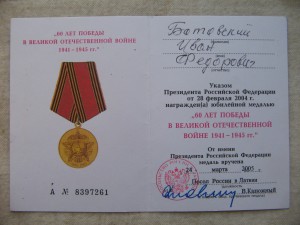 "60 ЛЕТ ПОБЕДЫ
В ВЕЛИКОЙ ОТЕЧЕСТВЕННОЙ ВОЙНЕ
1941–1945 гг."
А № 8397261
Батовский
Иван
Федорович
Указом
Президента Российской Федерации
от 28 февраля 2004 г.
награжден(а) юбилейной медалью
"60 ЛЕТ ПОБЕДЫ
В ВЕЛИКОЙ ОТЕЧЕСТВЕННОЙ
ВОЙНЕ 1941–1945 гг."
От имени
Президента Российской Федерации
медаль вручена
24 марта 2005 г.
Посол России в Латвии
В.Калюжный